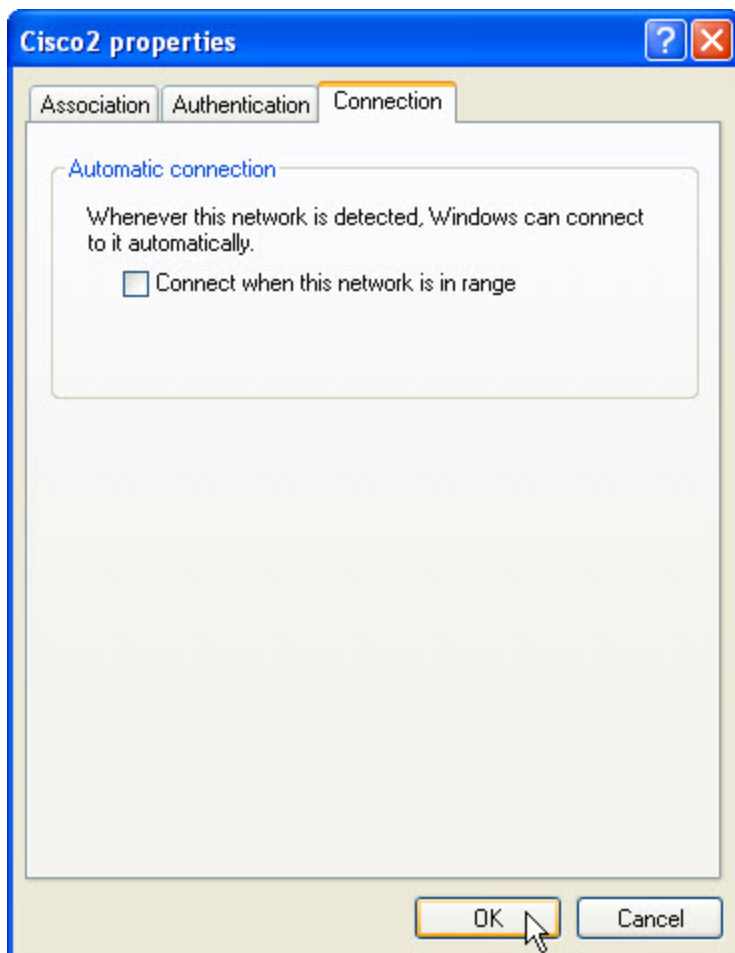 Cisco2 properties
Association Authentication Connection
Automatic connection
Whenever this network is detected, Windows can connect
to it automatically.
Connect when this network is in range
OK Cancel